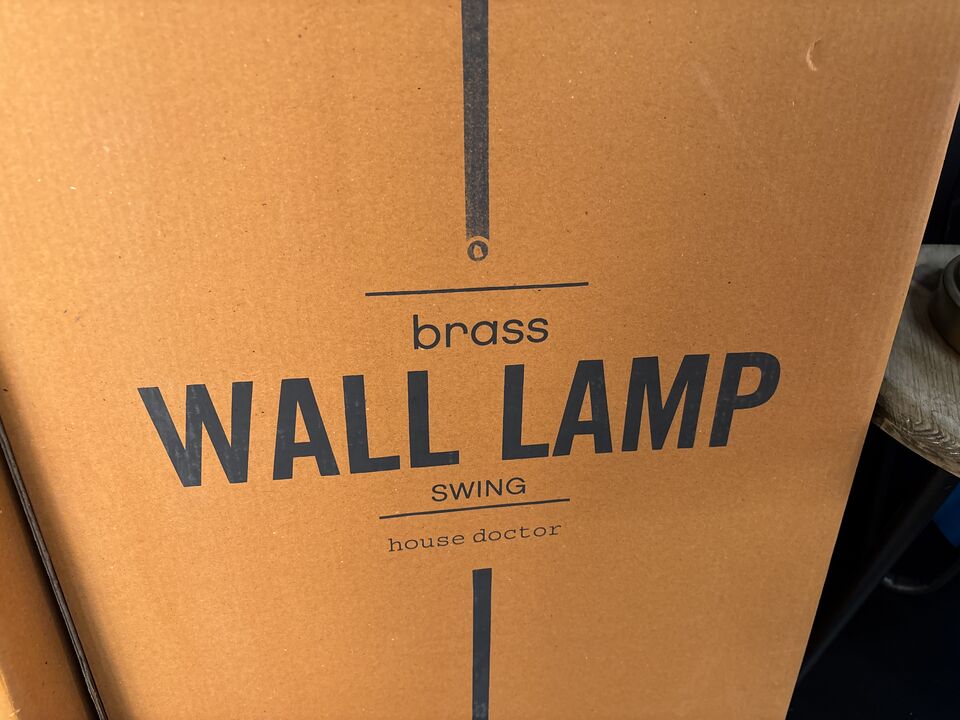 brass
WALL LAMP
SWING
house doctor